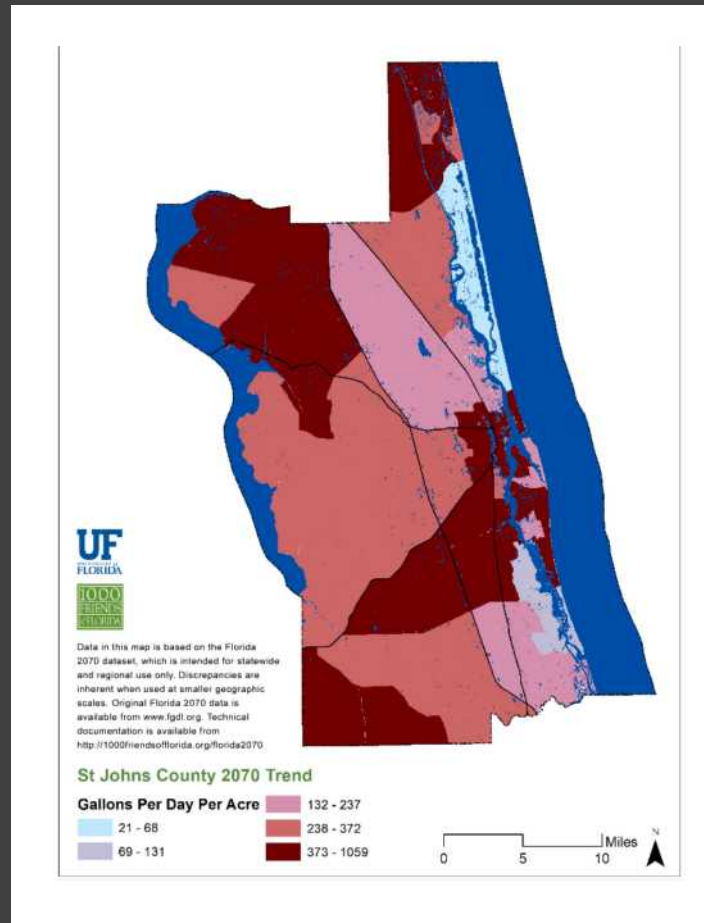 UF
UNIVERSITY of
FLORIDA
1000
FRIENDS
OF FLORIDA
Data in this map is based on the Florida
2070 dataset, which is intended for statewide
and regional use only. Discrepancies are
inherent when used at smaller geographic
scales. Original Florida 2070 data is
available from www.fgdl.org. Technical
documentation is available from
http://1000friendsofflorida.org/florida2070
St Johns County 2070 Trend
Gallons Per Day Per Acre
21 - 68
69 - 131
132 - 237
238 - 372
373 - 1059
Miles
0 5 10
N